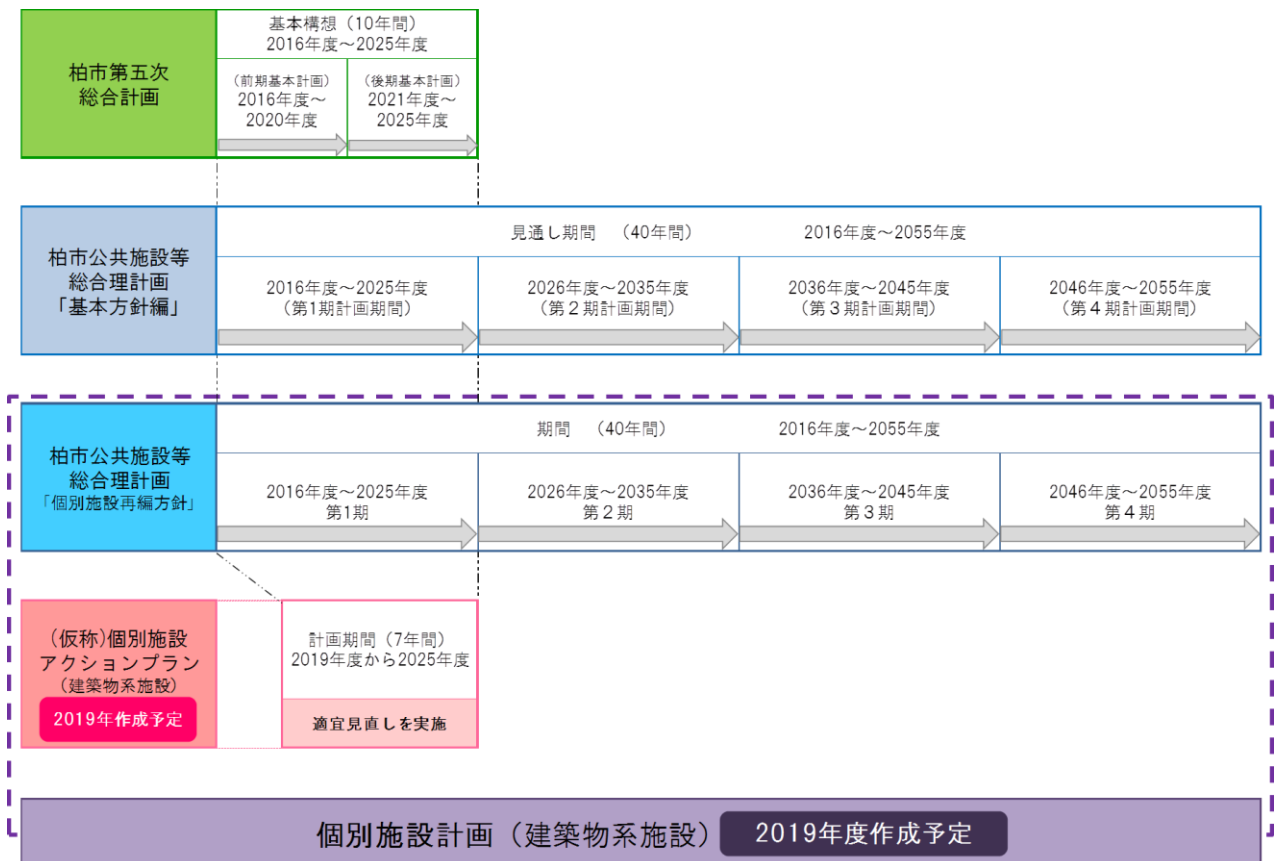 柏市第五次
総合計画
基本構想（10年間）
2016年度～2025年度
(前期基本計画)
2016年度～
2020年度
(後期基本計画)
2021年度～
2025年度
柏市公共施設等
総合理計画
「基本方針編」
見通し期間　（40年間）　2016年度～2055年度
2016年度～2025年度
(第1期計画期間)
2026年度～2035年度
(第２期計画期間)
2036年度～2045年度
(第３期計画期間)
2046年度～2055年度
(第４期計画期間)
柏市公共施設等
総合理計画
「個別施設再編方針」
期間　（40年間）　2016年度～2055年度
2016年度～2025年度
第1期
2026年度～2035年度
第２期
2036年度～2045年度
第３期
2046年度～2055年度
第４期
(仮称)個別施設
アクションプラン
(建築物系施設)
2019年作成予定
計画期間（7年間）
2019年度から2025年度
適宜見直しを実施
個別施設計画（建築物系施設）　2019年度作成予定